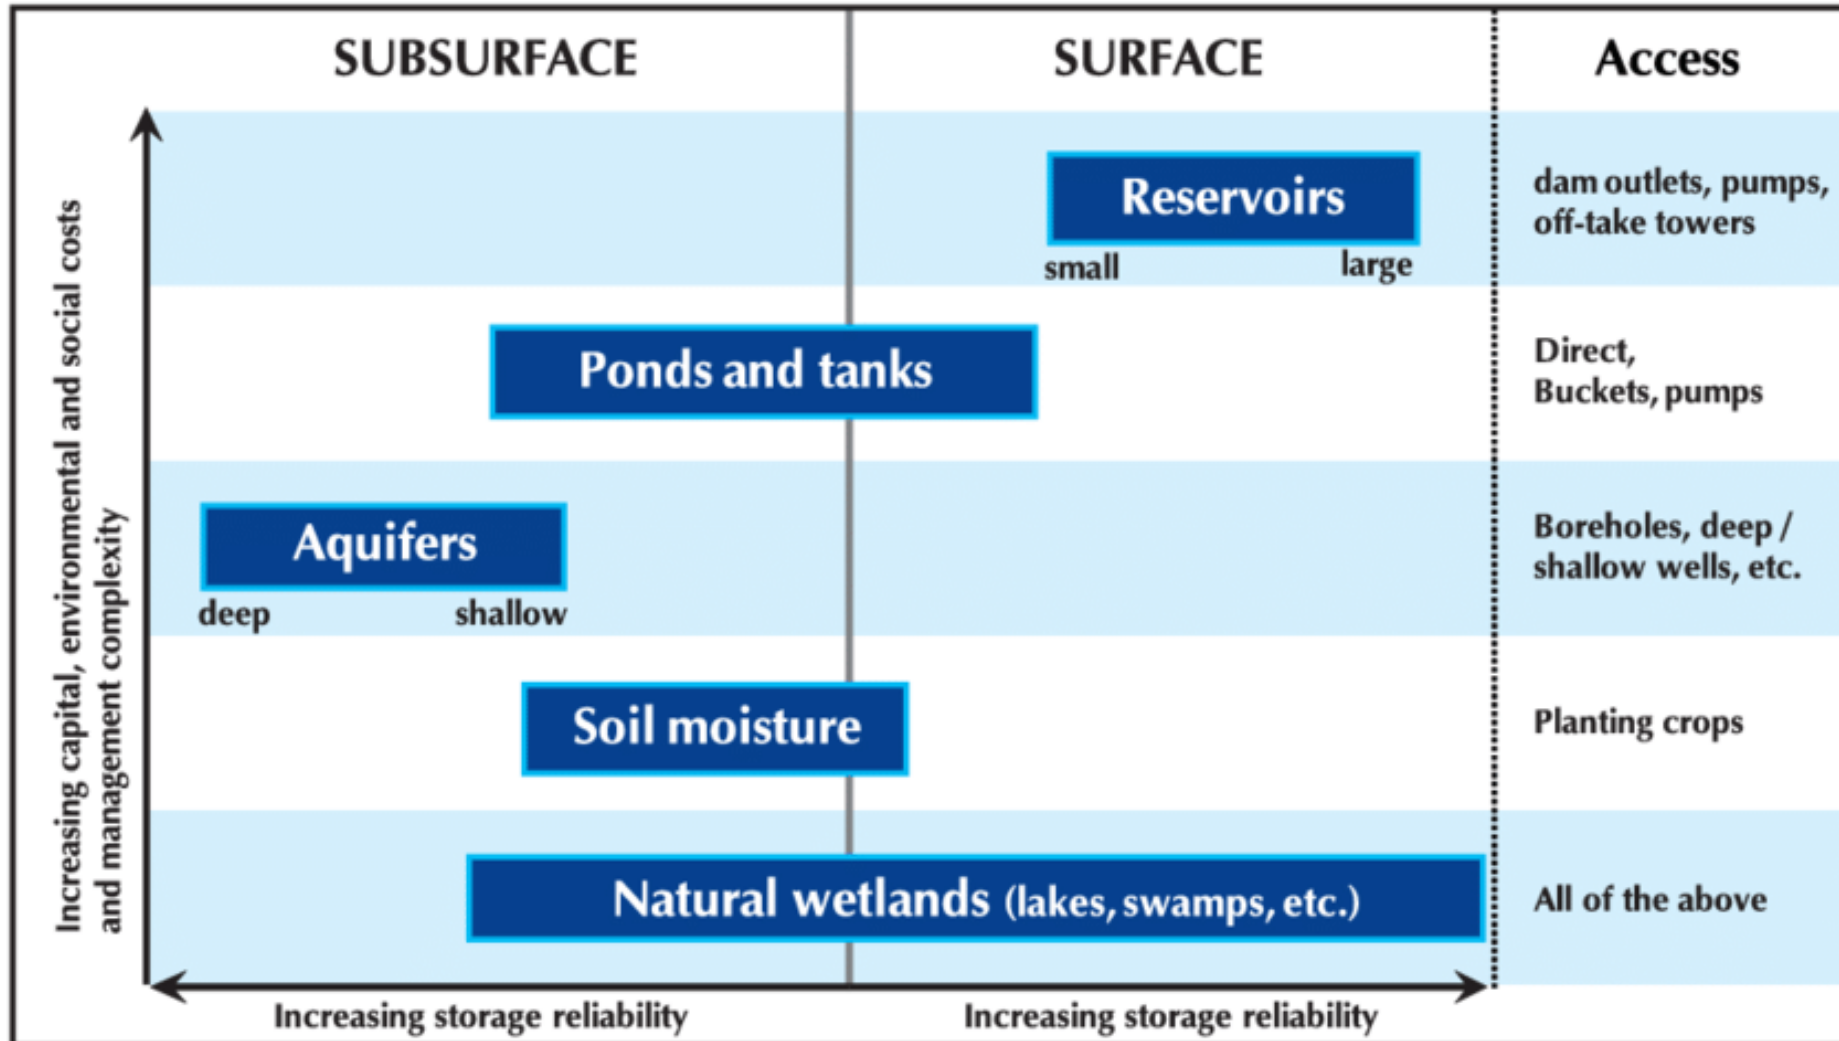 SUBSURFACE
SURFACE
Access
Increasing capital, environmental and social costs
and management complexity
Reservoirs
small
large
dam outlets, pumps,
off-take towers
Ponds and tanks
Direct,
Buckets, pumps
Aquifers
deep
shallow
Boreholes, deep /
shallow wells, etc.
Soil moisture
Planting crops
Natural wetlands (lakes, swamps, etc.)
All of the above
Increasing storage reliability
Increasing storage reliability